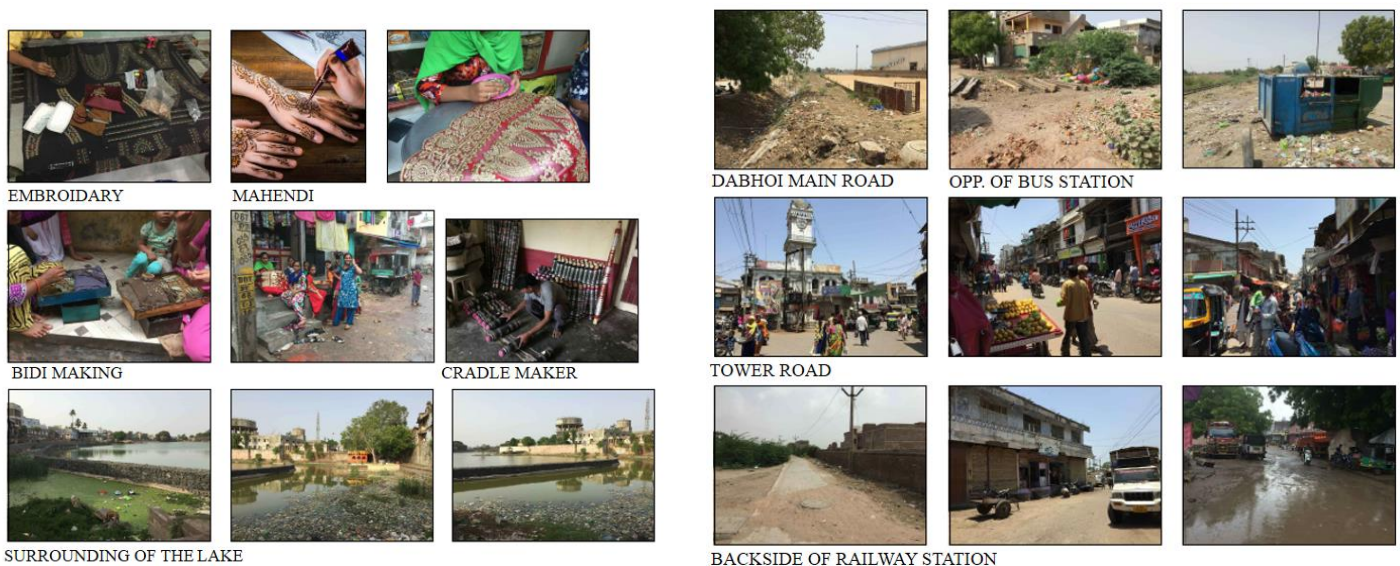 EMBROIDARY
MAHENDI
BIDI MAKING
CRADLE MAKER
SURROUNDING OF THE LAKE
DABHOI MAIN ROAD
OPP. OF BUS STATION
TOWER ROAD
BACKSIDE OF RAILWAY STATION